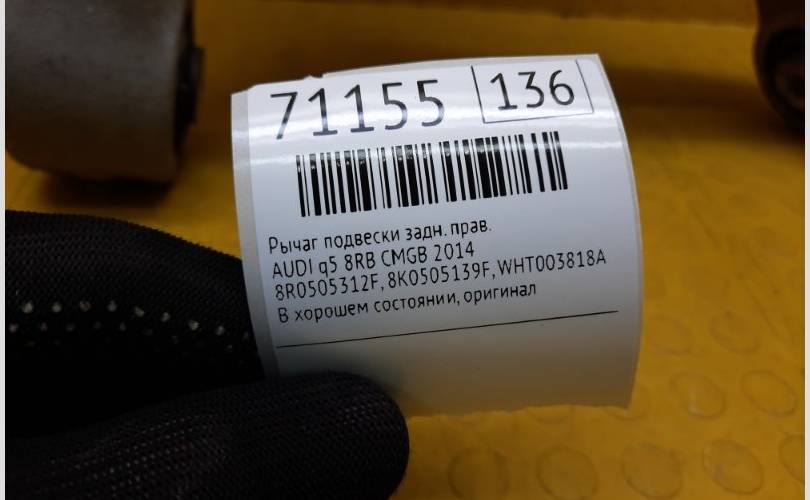 71155 136
Рычаг подвески задн. прав.
AUDI q5 8RB CMGB 2014
8R0505312F, 8K0505139F, WHT003818A
В хорошем состоянии, оригинал